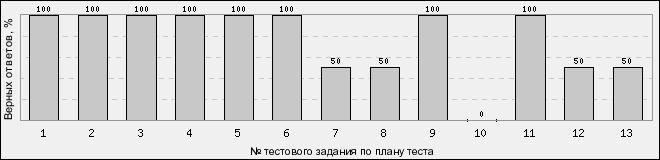 Верных ответов, %
100 100 100 100 100 100 50 50 100 0 100 50 50
1 2 3 4 5 6 7 8 9 10 11 12 13
№ тестового задания по плану теста